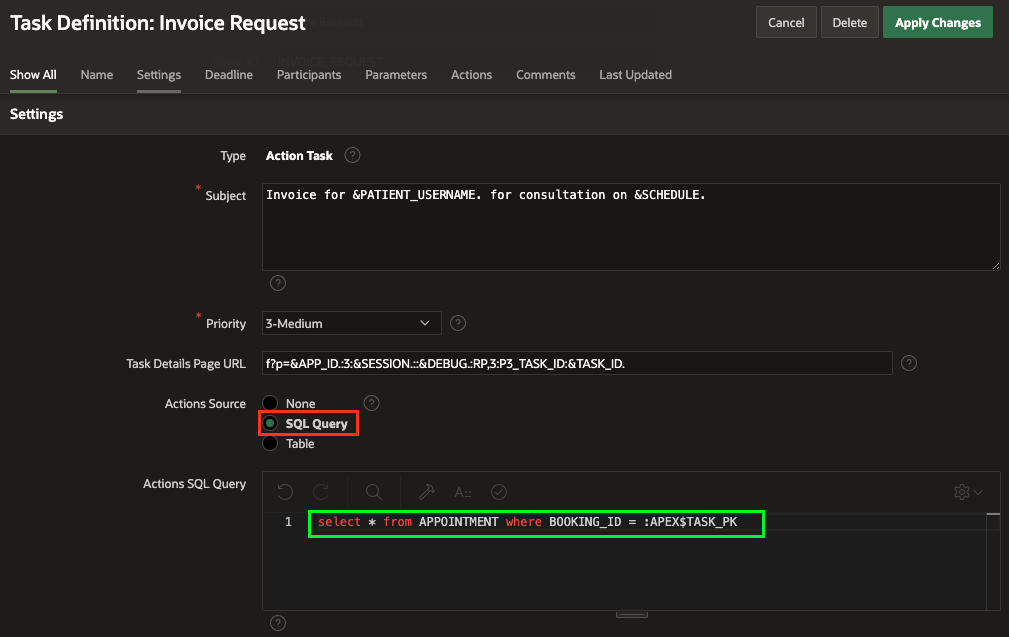 Task Definition: Invoice Request
Cancel
Delete
Apply Changes
Show All
Name
Settings
Deadline
Participants
Parameters
Actions
Comments
Last Updated
Settings
Type
Action Task
?
* Subject
Invoice for &PATIENT_USERNAME. for consultation on &SCHEDULE.
?
* Priority
3-Medium
?
Task Details Page URL
f?p=&APP_ID.:3:&SESSION.::&DEBUG.:RP,3:P3_TASK_ID:&TASK_ID.
?
Actions Source
None
?
SQL Query
Table
Actions SQL Query
A::
1 select * from APPOINTMENT where BOOKING_ID = :APEX$TASK_PK
?